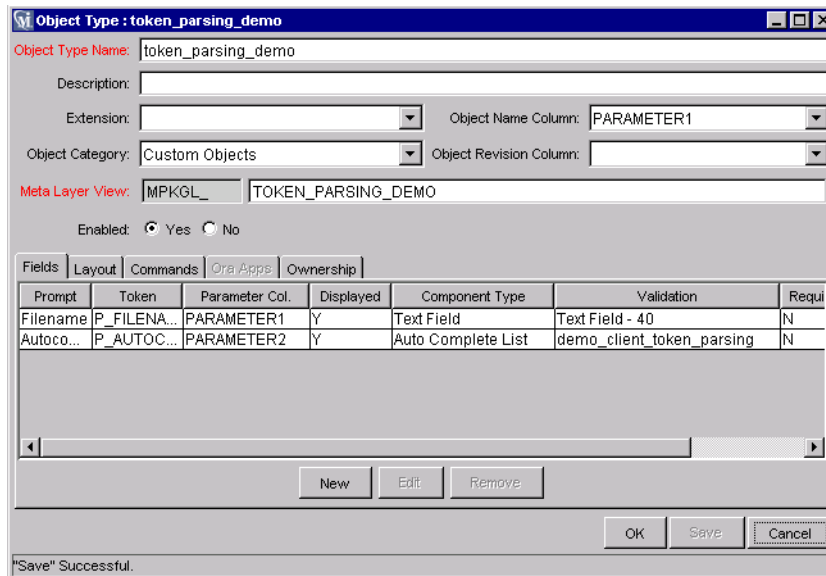 Object Type : token_parsing_demo
Object Type Name: token_parsing_demo
Description:
Extension: Object Name Column: PARAMETER1
Object Category: Custom Objects Object Revision Column:
Meta Layer View: MPKGL_ TOKEN_PARSING_DEMO
Enabled: Yes No
Fields Layout Commands Ora Apps Ownership
Prompt Token Parameter Col. Displayed Component Type Validation Requi
Filename P_FILENA... PARAMETER1 Y Text Field Text Field - 40 N
Autoco... P_AUTOC... PARAMETER2 Y Auto Complete List demo_client_token_parsing N
New Edit Remove
OK Save Cancel
"Save" Successful.